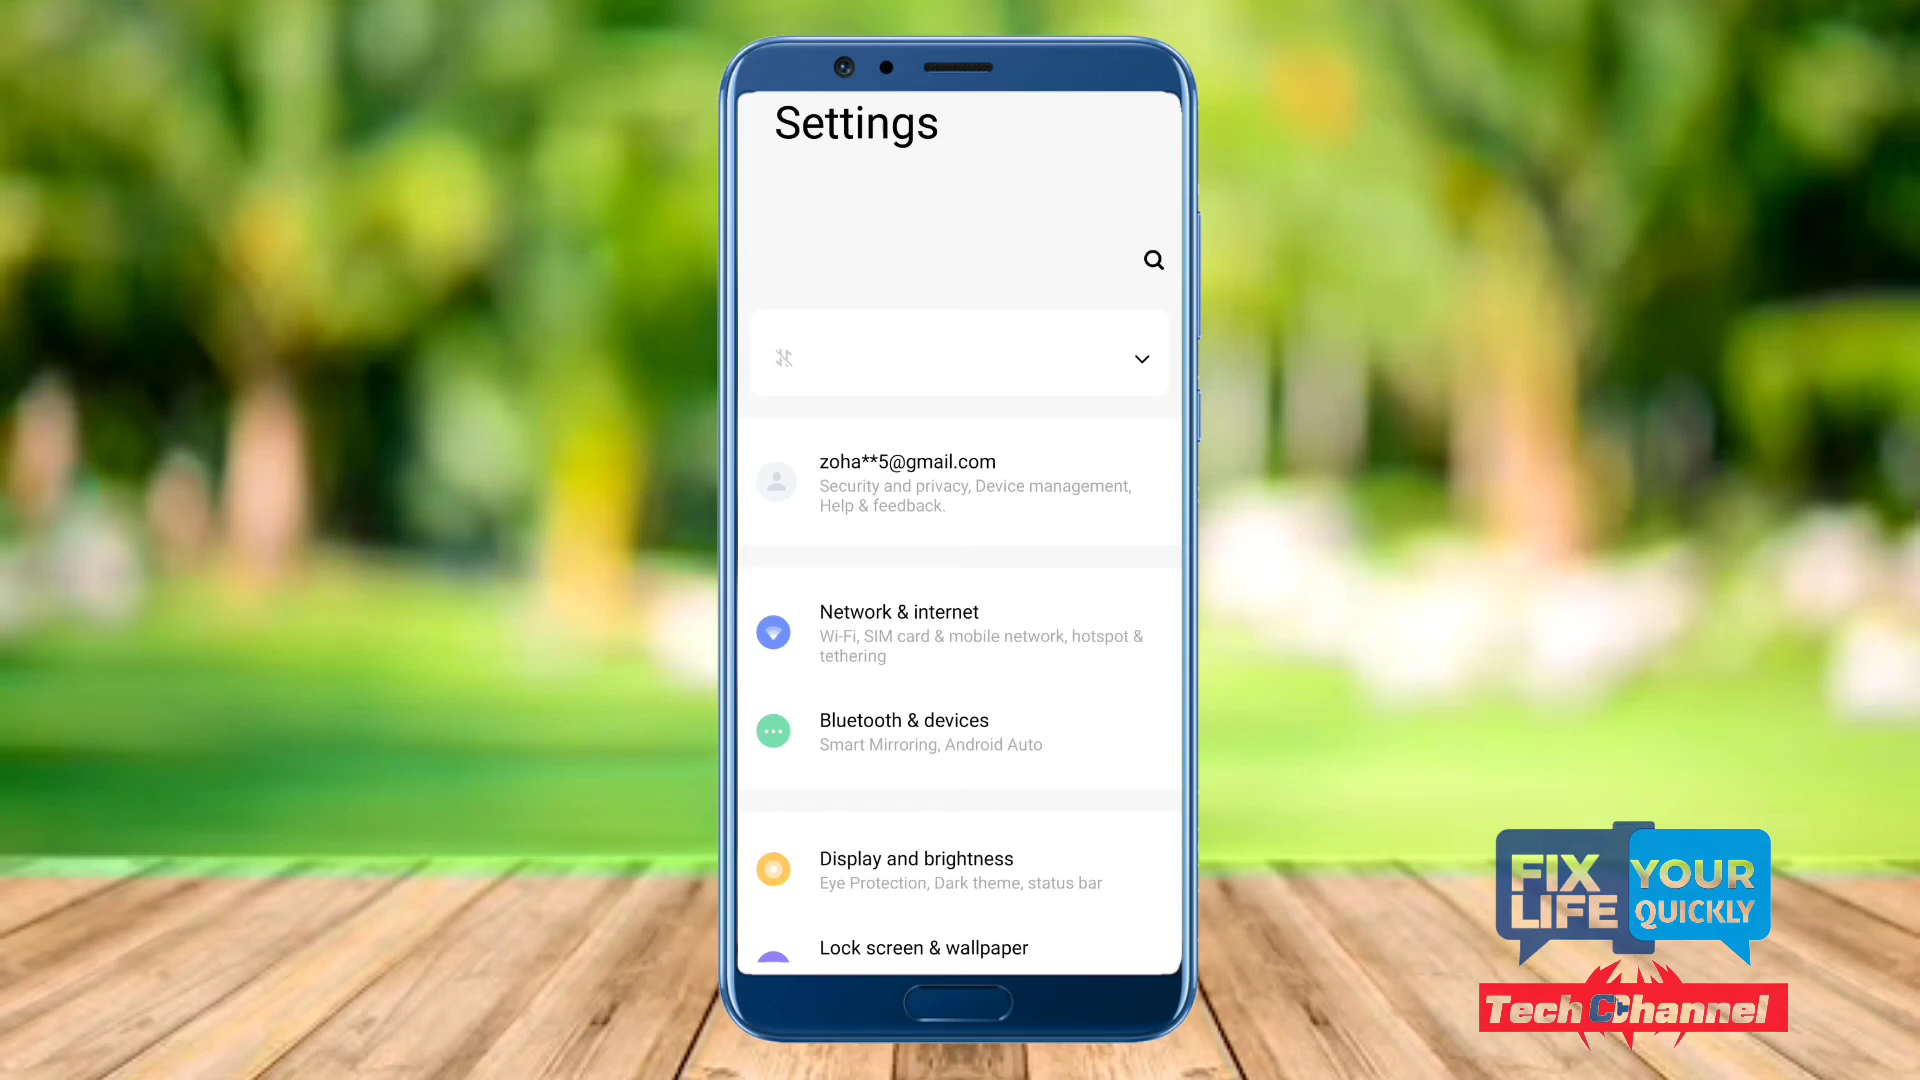 Settings
zoha**5@gmail.com
Security and privacy, Device management,
Help & feedback.
Network & internet
Wi-Fi, SIM card & mobile network, hotspot &
tethering
Bluetooth & devices
Smart Mirroring, Android Auto
Display and brightness
Eye Protection, Dark theme, status bar
Lock screen & wallpaper
FIX YOUR
LIFE QUICKLY
Tech Channel